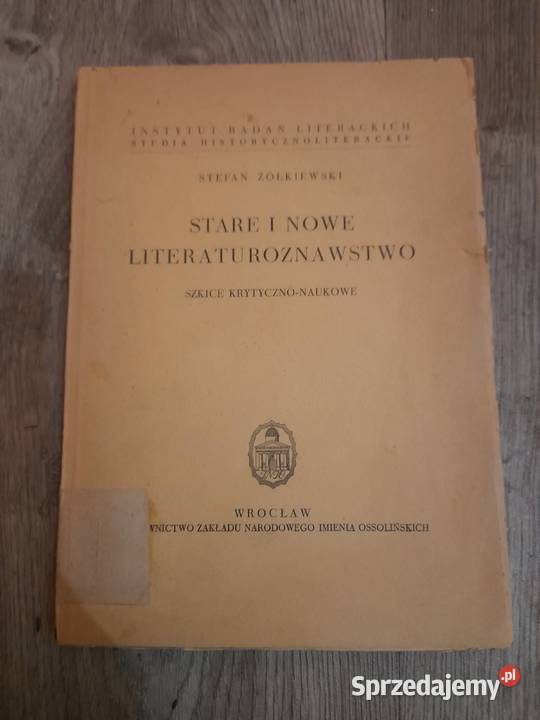 INSTYTUT BADAŃ LITERACKICH
STUDIA HISTORYCZNOLITERACKIE
STEFAN ŻÓŁKIEWSKI
STARE I NOWE
LITERATUROZNAWSTWO
SZKICE KRYTYCZNO-NAUKOWE
WROCŁAW
WNICTWO ZAKŁADU NARODOWEGO IMIENIA OSSOLIŃSKICH
Sprzedajemy.pl